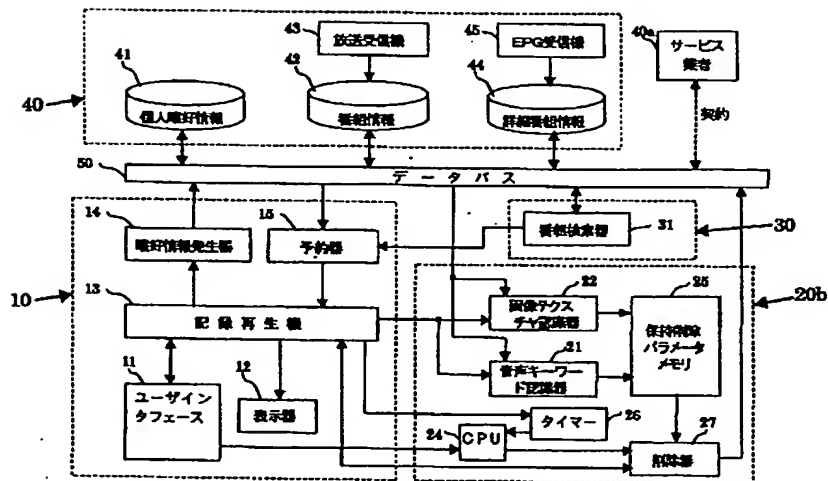 43
放送受信機
45
EPG受信機
40a
サービス
業者
41
42
44
40
個人嗜好情報
番組情報
詳細番組情報
契約
50
データバス
14
15
嗜好情報発生器
予約器
番組検索器
31
30
10
13
記録再生機
22
画像テクス
チャ認識器
25
保持削除
パラメータ
メモリ
20b
21
音声キーワー
ド認識器
11
ユーザイン
タフェース
12
表示器
タイマー
26
24
CPU
27
削除器